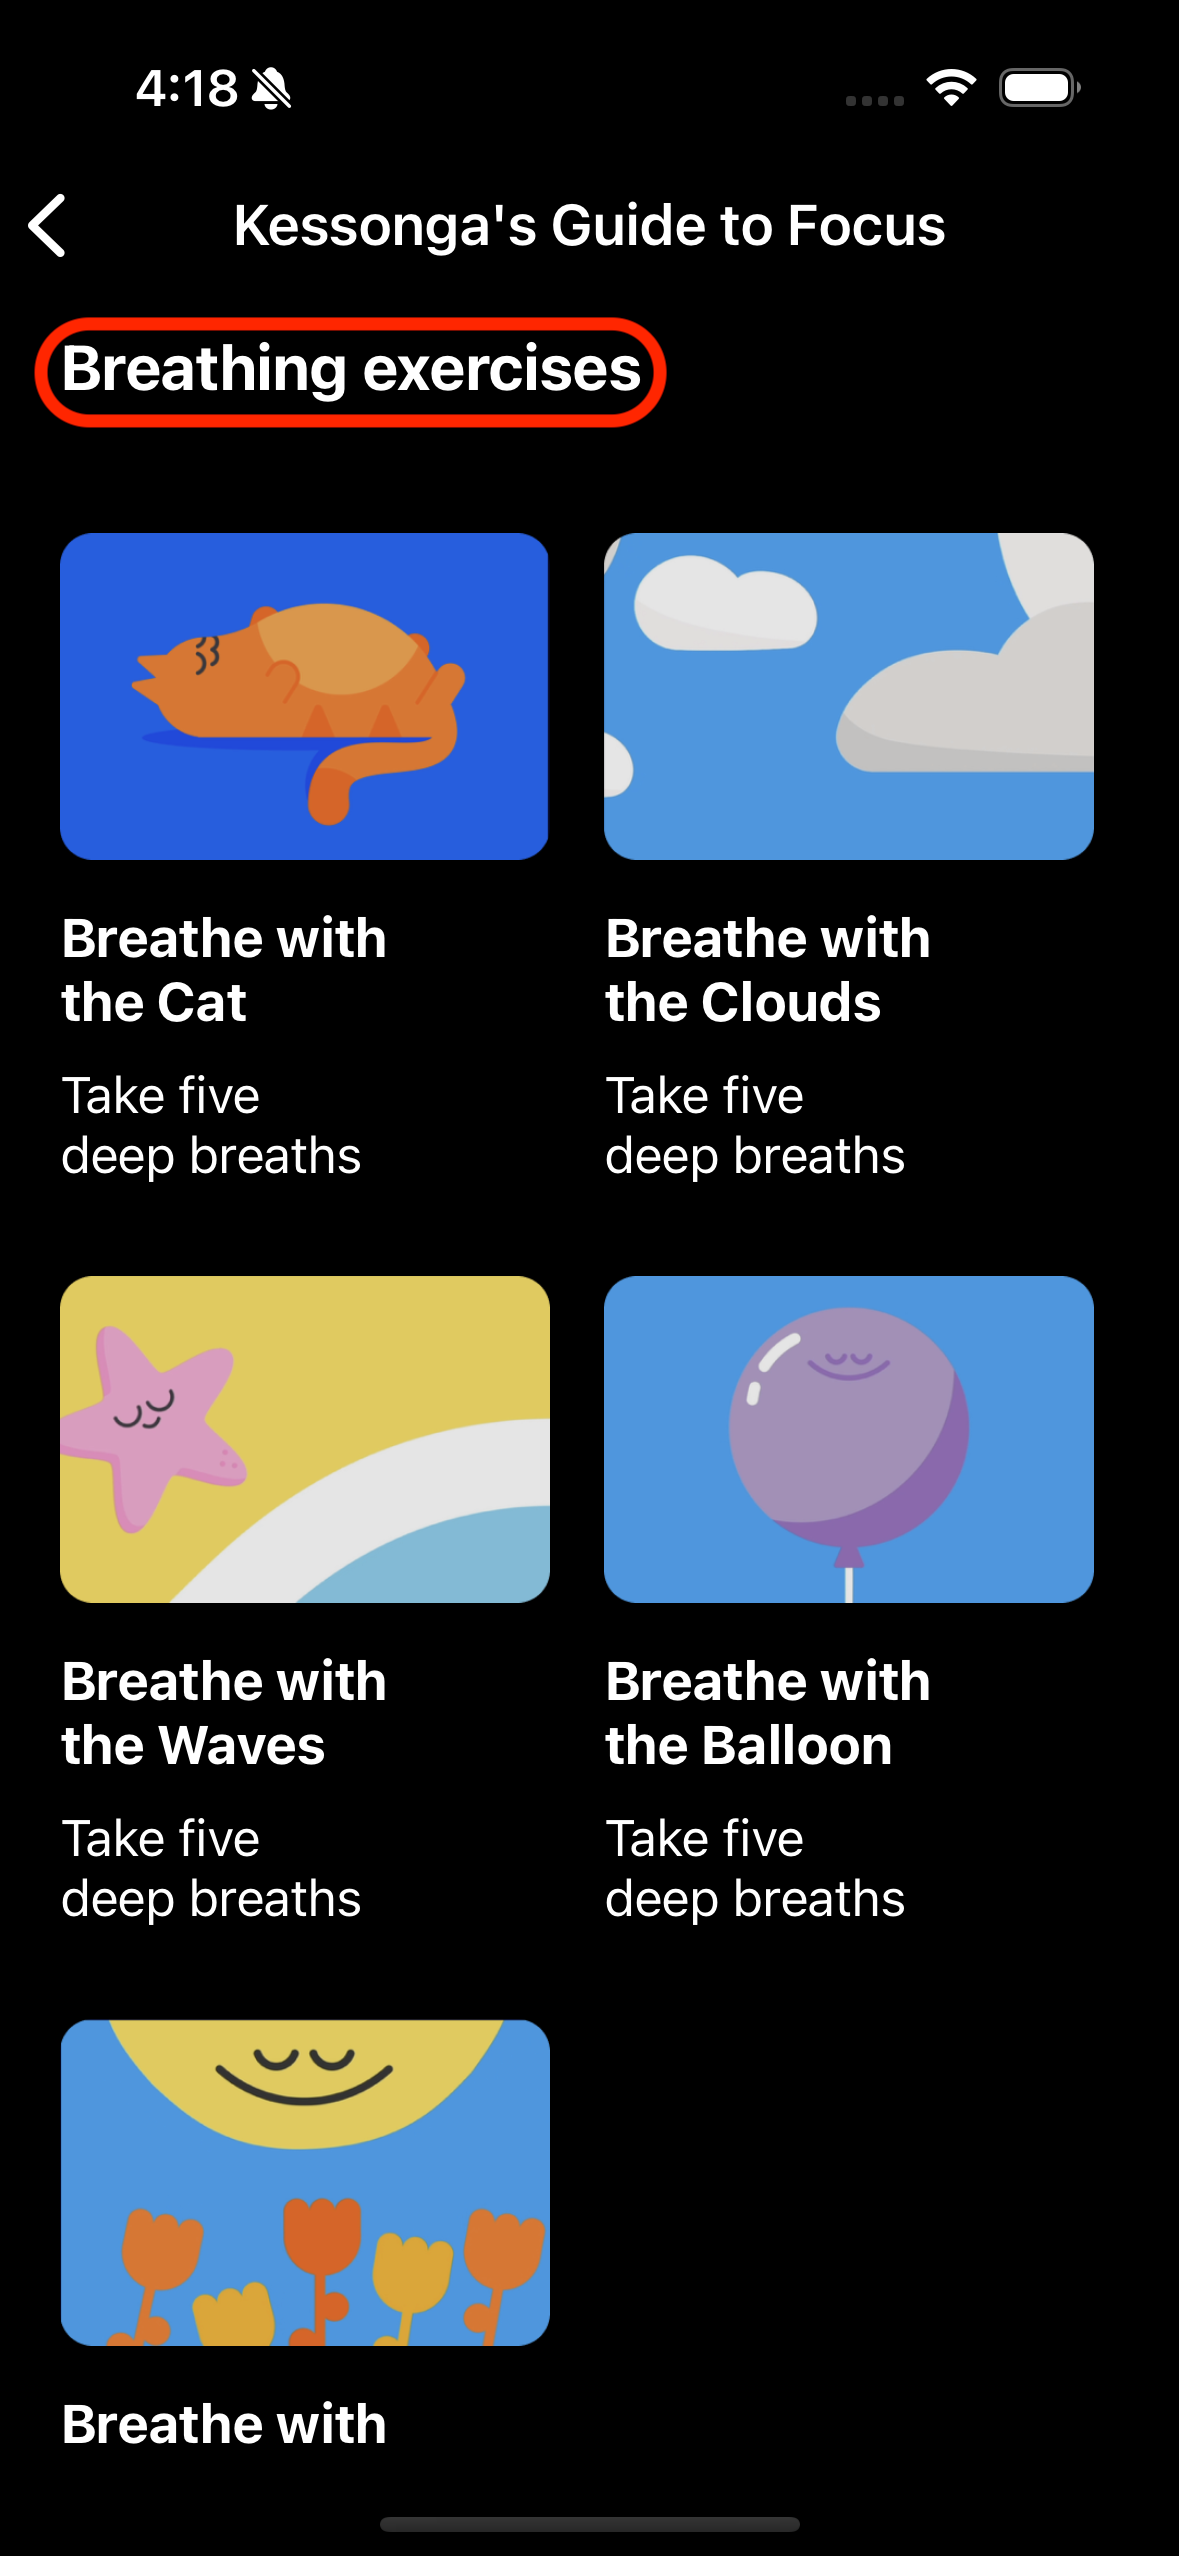 4:18
Kessonga's Guide to Focus
Breathing exercises
Breathe with
the Cat
Take five
deep breaths
Breathe with
the Clouds
Take five
deep breaths
Breathe with
the Waves
Take five
deep breaths
Breathe with
the Balloon
Take five
deep breaths
Breathe with